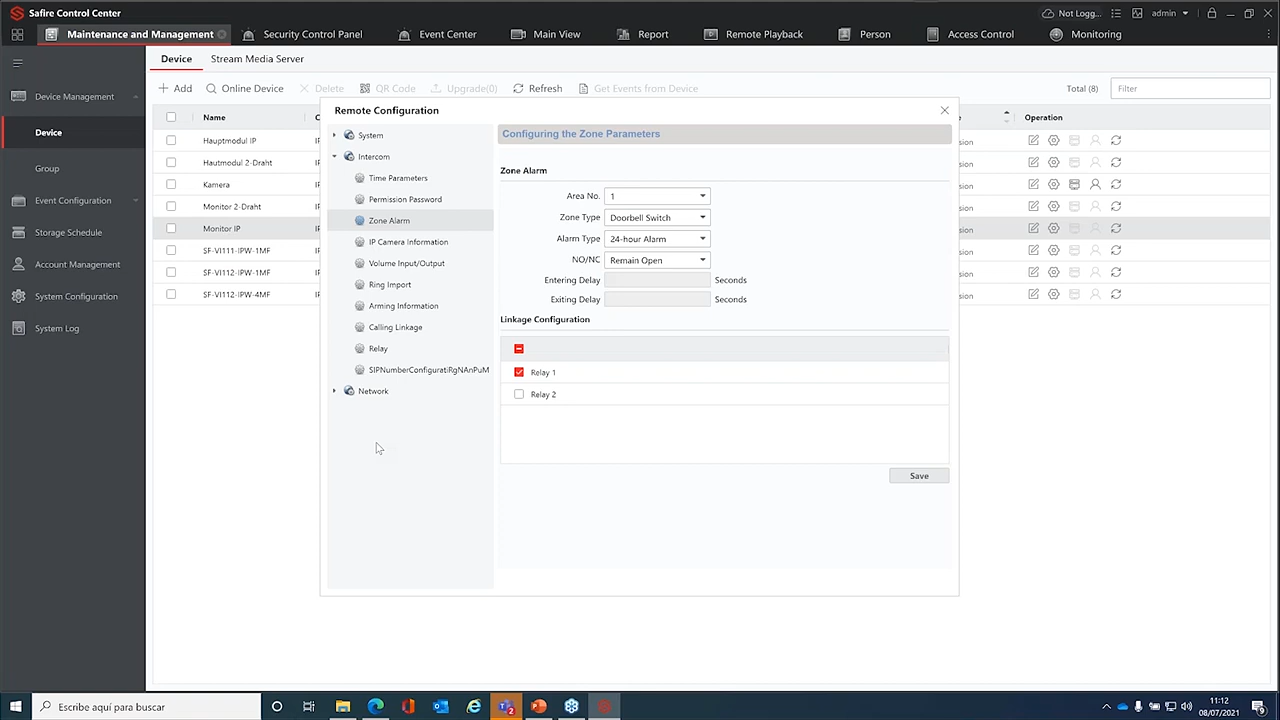 Safire Control Center
Not Logg...
admin
Maintenance and Management
Security Control Panel
Event Center
Main View
Report
Remote Playback
Person
Access Control
Monitoring
Device
Stream Media Server
Device Management
Device
Group
Event Configuration
Storage Schedule
Account Management
System Configuration
System Log
Add
Online Device
Delete
QR Code
Upgrade(0)
Refresh
Get Events from Device
Total (8)
Filter
Name
Operation
Hauptmodul IP
Hautmodul 2-Draht
Kamera
Monitor 2-Draht
Monitor IP
SF-VI111-IPW-1MF
SF-VI112-IPW-1MF
SF-VI112-IPW-4MF
Remote Configuration
System
Intercom
Time Parameters
Permission Password
Zone Alarm
IP Camera Information
Volume Input/Output
Ring Import
Arming Information
Calling Linkage
Relay
SIPNumberConfiguratiRgNAnPuM
Network
Configuring the Zone Parameters
Zone Alarm
Area No. 1
Zone Type Doorbell Switch
Alarm Type 24-hour Alarm
NO/NC Remain Open
Entering Delay Seconds
Exiting Delay Seconds
Linkage Configuration
Relay 1
Relay 2
Save
Escribe aquí para buscar
11:12
08/07/2021